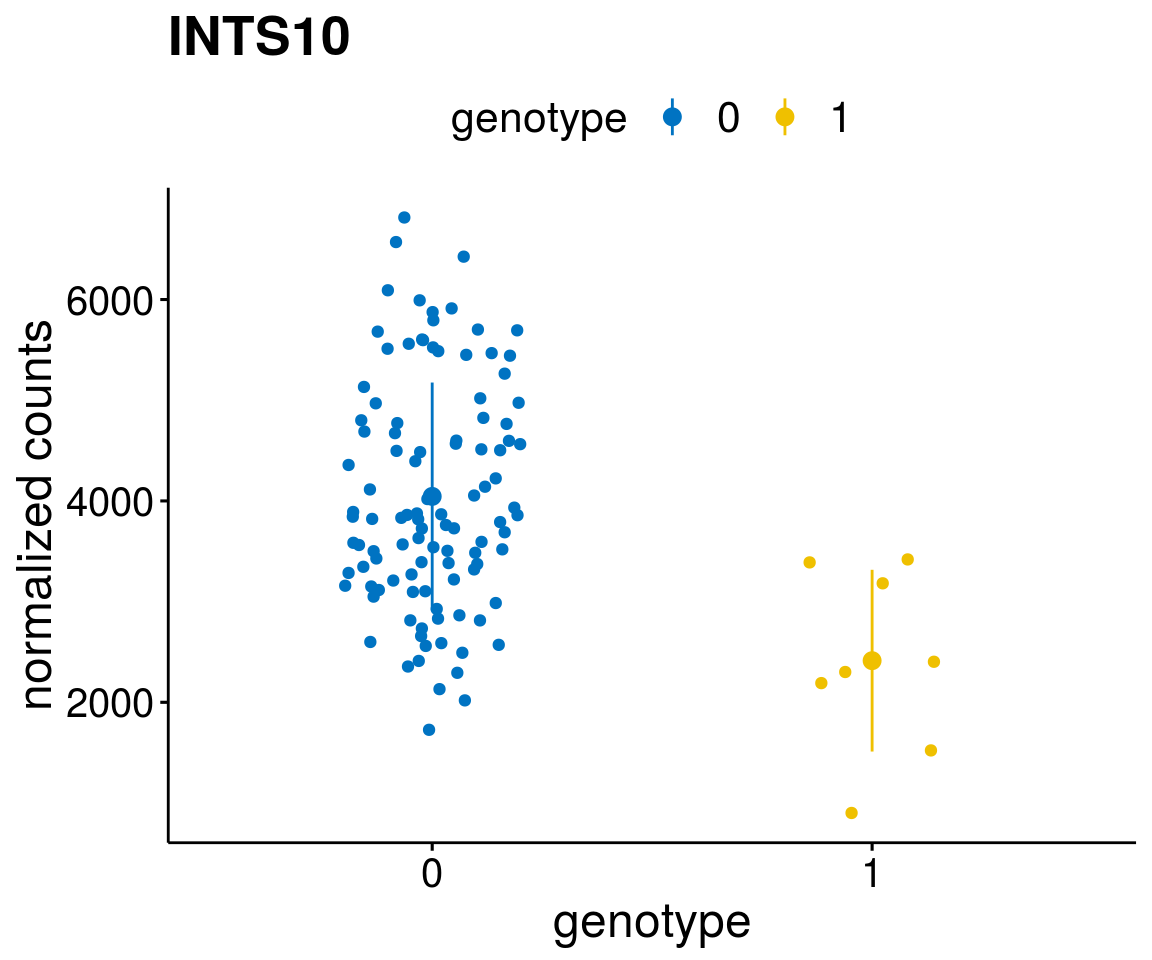 INTS10
genotype 0 1
normalized counts
6000
4000
2000
0 1
genotype